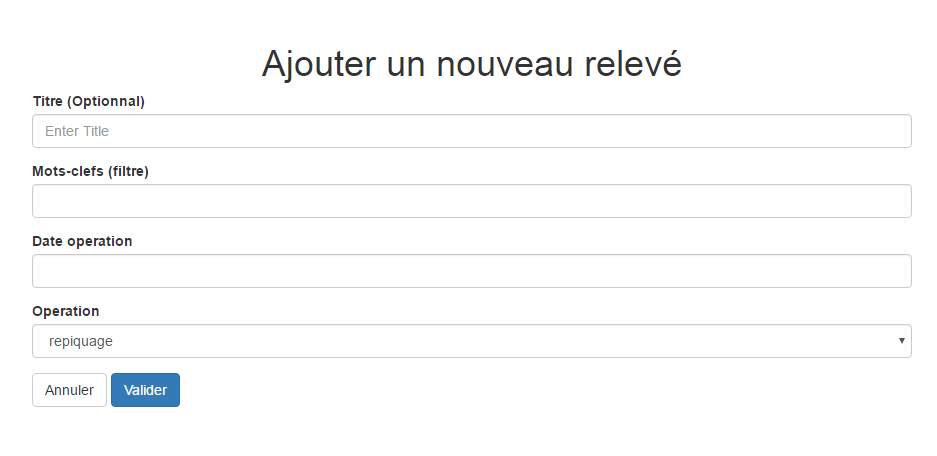 Ajouter un nouveau relevé
Titre (Optionnal)
Enter Title
Mots-clefs (filtre)
Date operation
Operation
repiquage
Annuler Valider